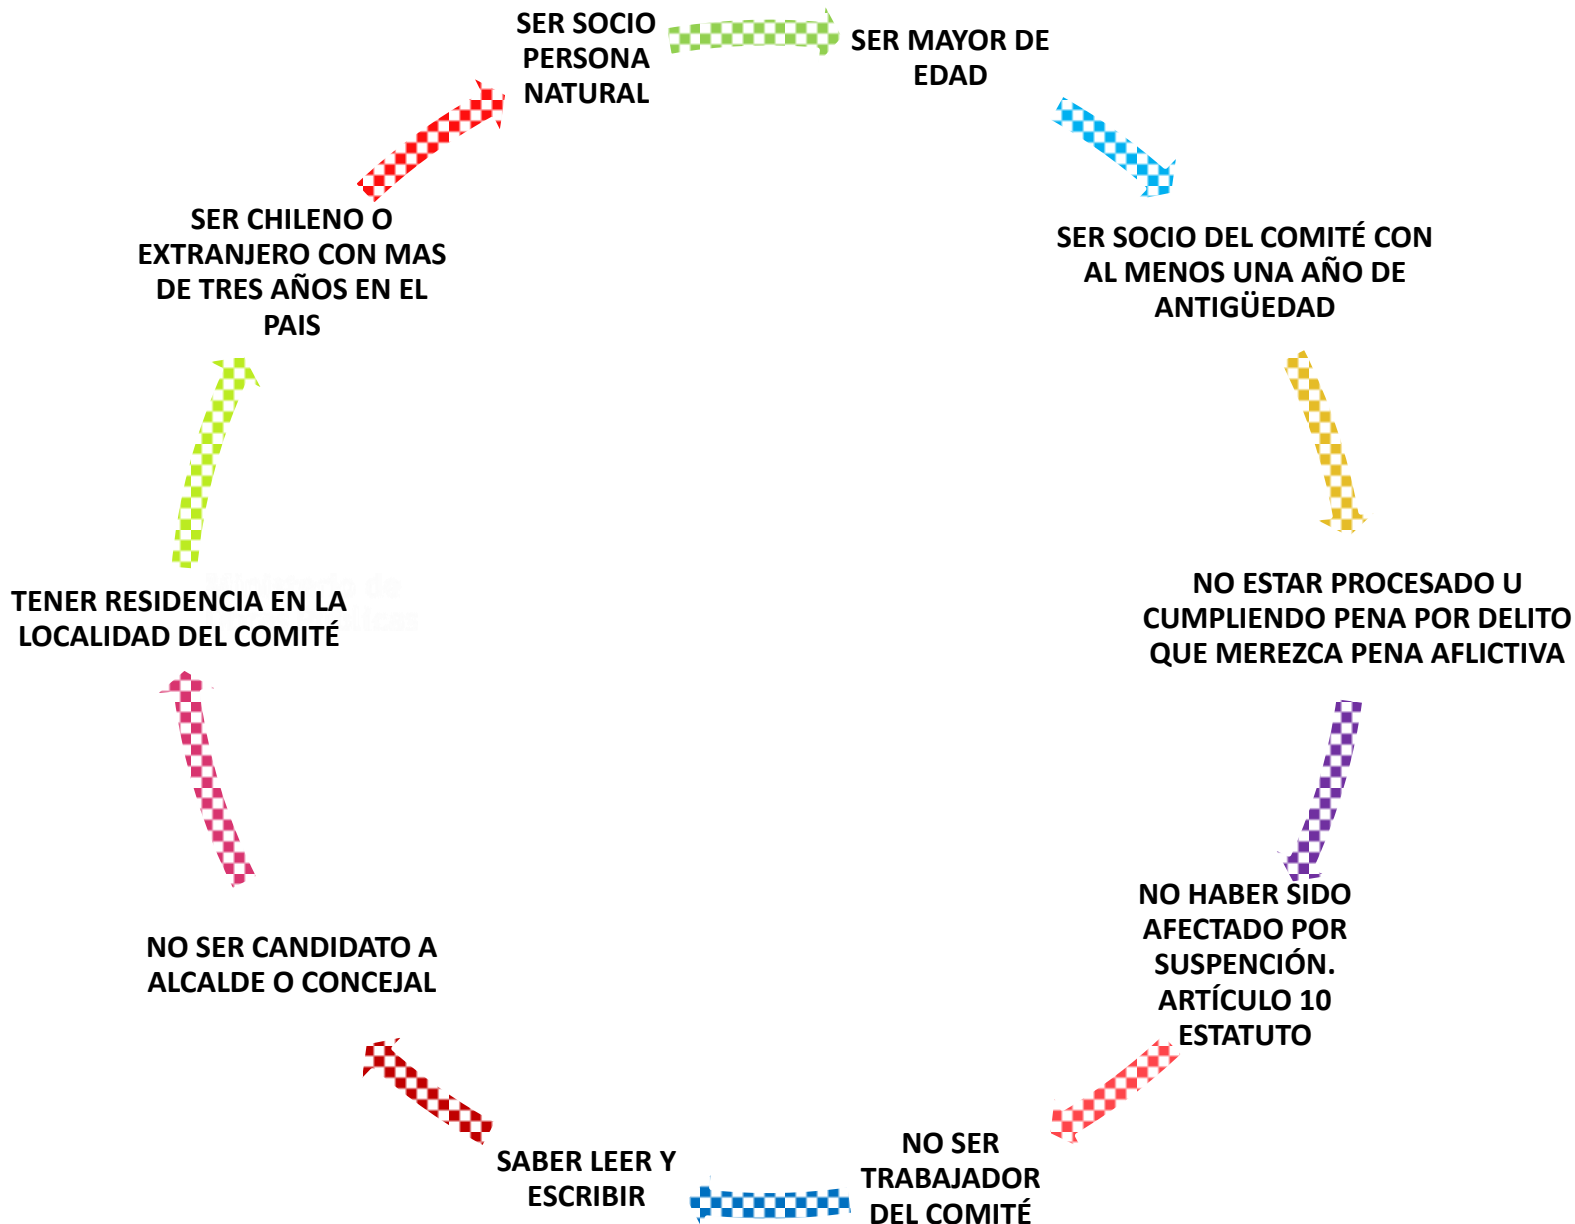 SER SOCIO
PERSONA
NATURAL
SER MAYOR DE
EDAD
SER SOCIO DEL COMITÉ CON
AL MENOS UNA AÑO DE
ANTIGÜEDAD
NO ESTAR PROCESADO U
CUMPLIENDO PENA POR DELITO
QUE MEREZCA PENA AFLICTIVA
NO HABER SIDO
AFECTADO POR
SUSPENCIÓN.
ARTÍCULO 10
ESTATUTO
NO SER
TRABAJADOR
DEL COMITÉ
SABER LEER Y
ESCRIBIR
NO SER CANDIDATO A
ALCALDE O CONCEJAL
TENER RESIDENCIA EN LA
LOCALIDAD DEL COMITÉ
SER CHILENO O
EXTRANJERO CON MAS
DE TRES AÑOS EN EL
PAIS